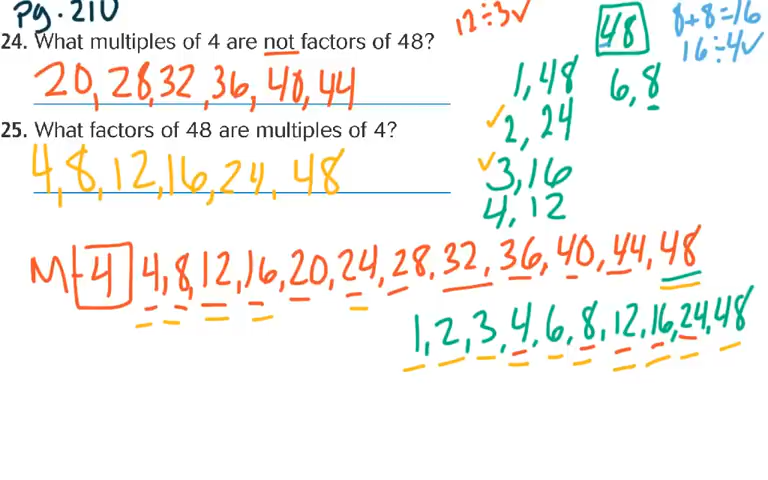 Pg. 210
12÷3✓
48
8+8=16
16÷4✓
24. What multiples of 4 are not factors of 48?
20, 28, 32, 36, 40, 44
1, 48
6, 8
✓2, 24
✓3, 16
4, 12
25. What factors of 48 are multiples of 4?
4, 8, 12, 16, 24, 48
M-4 4, 8, 12, 16, 20, 24, 28, 32, 36, 40, 44, 48
1, 2, 3, 4, 6, 8, 12, 16, 24, 48